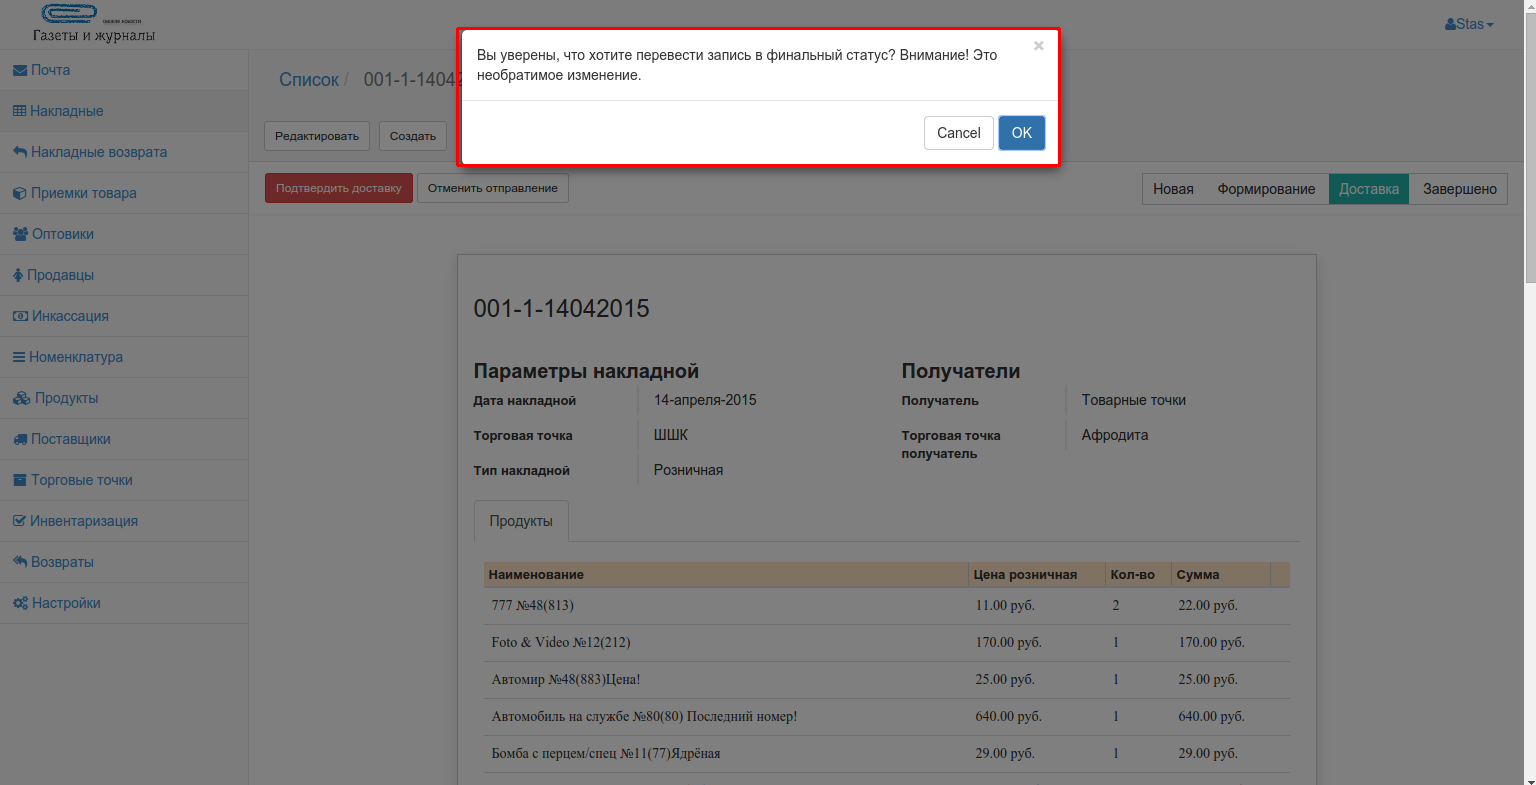 Газеты и журналы
Stas
Вы уверены, что хотите перевести запись в финальный статус? Внимание! Это
необратимое изменение.
×
Cancel
OK
Почта
Накладные
Накладные возврата
Приемки товара
Оптовики
Продавцы
Инкассация
Номенклатура
Продукты
Поставщики
Торговые точки
Инвентаризация
Возвраты
Настройки
Список / 001-1-1404
Редактировать
Создать
Подтвердить доставку
Отменить отправление
Новая
Формирование
Доставка
Завершено
001-1-14042015
Параметры накладной
Дата накладной 14-апреля-2015
Торговая точка ШШК
Тип накладной Розничная
Получатели
Получатель Товарные точки
Торговая точка Афродита
получатель
Продукты
Наименование Цена розничная Кол-во Сумма
777 №48(813) 11.00 руб. 2 22.00 руб.
Foto & Video №12(212) 170.00 руб. 1 170.00 руб.
Автомир №48(883)Цена! 25.00 руб. 1 25.00 руб.
Автомобиль на службе №80(80) Последний номер! 640.00 руб. 1 640.00 руб.
Бомба с перцем/спец №11(77)Ядрёная 29.00 руб. 1 29.00 руб.